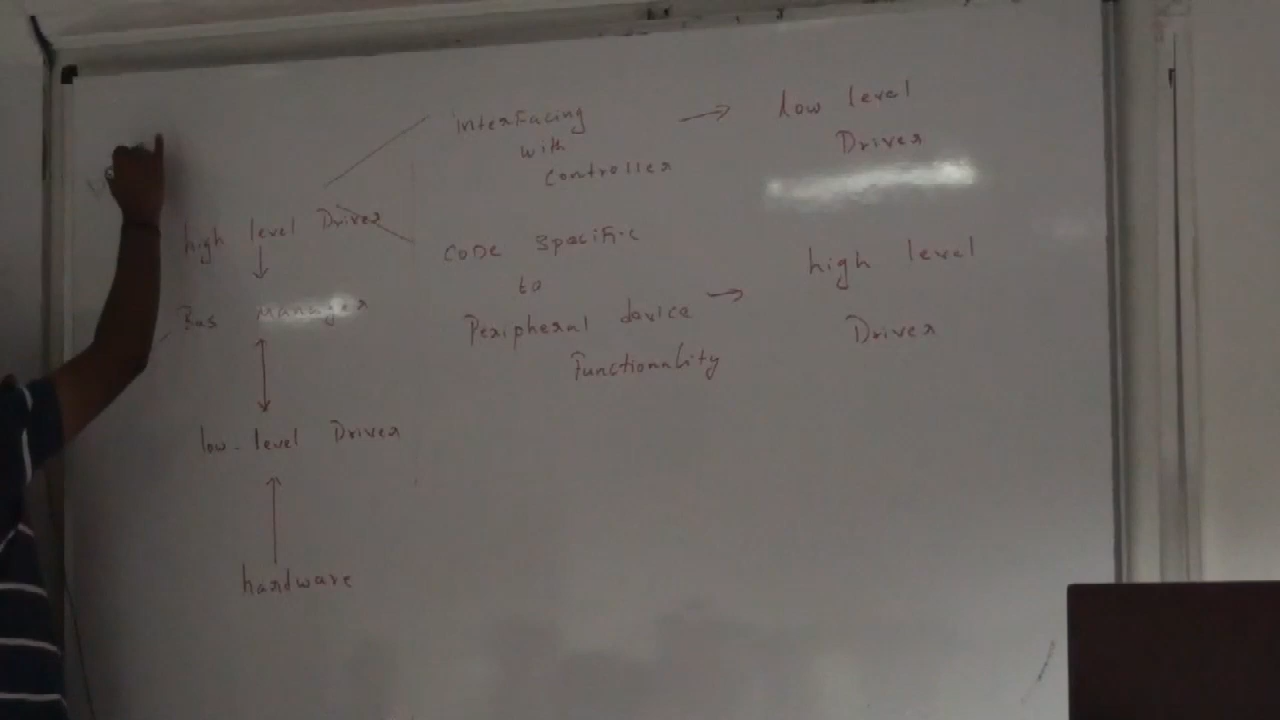 interfacing
with
controller
low level
Driver
high level Driver
code specific
to
Peripheral device
Functionality
high level
Driver
Bus Manager
low-level Driver
hardware